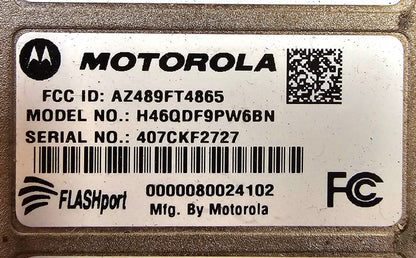 MOTOROLA
FCC ID: AZ489FT4865
MODEL NO.: H46QDF9PW6BN
SERIAL NO.: 407CKF2727
FLASHport
0000080024102
Mfg. By Motorola
FC